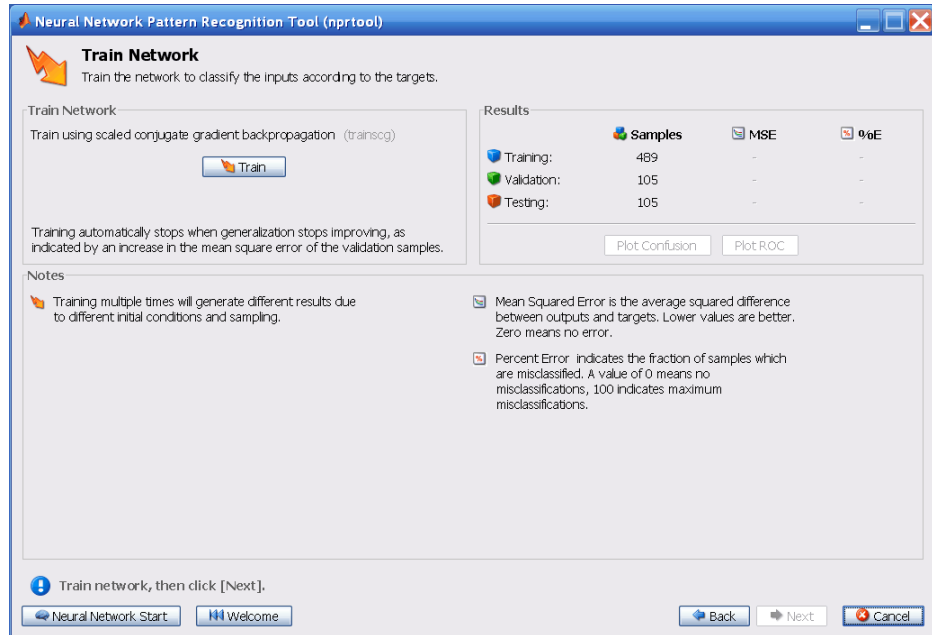 Neural Network Pattern Recognition Tool (nprtool)
Train Network
Train the network to classify the inputs according to the targets.
Train Network
Train using scaled conjugate gradient backpropagation (trainscg)
Train
Training automatically stops when generalization stops improving, as
indicated by an increase in the mean square error of the validation samples.
Results
Samples MSE %E
Training: 489 - -
Validation: 105 - -
Testing: 105 - -
Plot Confusion Plot ROC
Notes
Training multiple times will generate different results due
to different initial conditions and sampling.
Mean Squared Error is the average squared difference
between outputs and targets. Lower values are better.
Zero means no error.
Percent Error indicates the fraction of samples which
are misclassified. A value of 0 means no
misclassifications, 100 indicates maximum
misclassifications.
Train network, then click [Next].
Neural Network Start Welcome Back Next Cancel